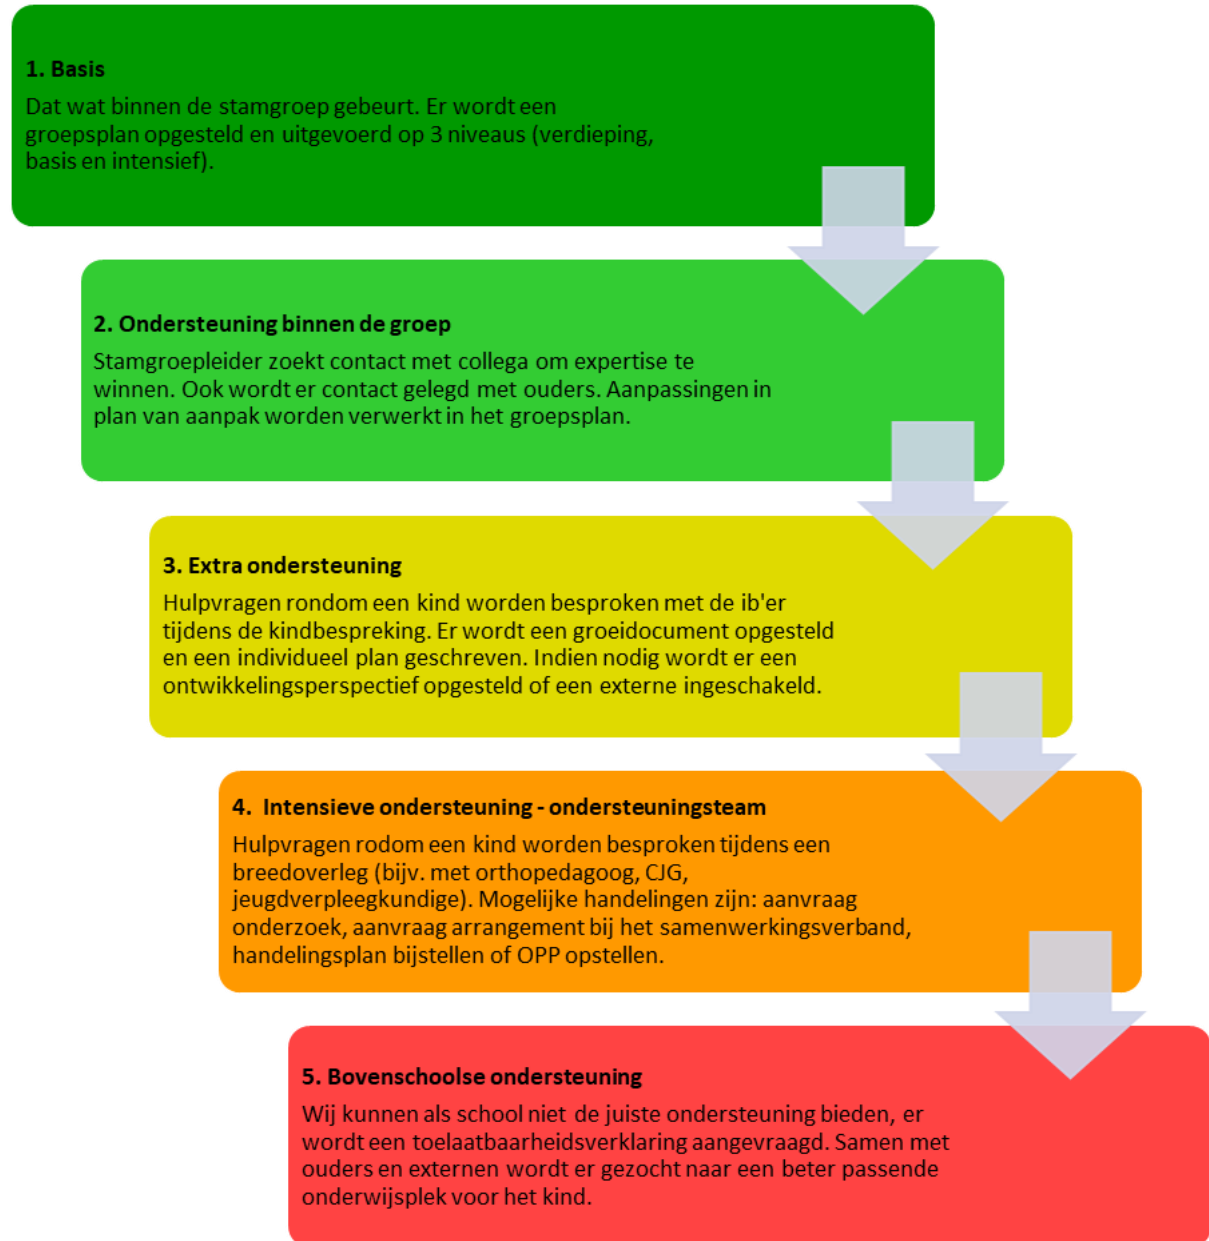 1. Basis
Dat wat binnen de stamgroep gebeurt. Er wordt een
groepsplan opgesteld en uitgevoerd op 3 niveaus (verdieping,
basis en intensief).
2. Ondersteuning binnen de groep
Stamgroepleider zoekt contact met collega om expertise te
winnen. Ook wordt er contact gelegd met ouders. Aanpassingen in
plan van aanpak worden verwerkt in het groepsplan.
3. Extra ondersteuning
Hulpvragen rondom een kind worden besproken met de ib'er
tijdens de kindbespreking. Er wordt een groeidocument opgesteld
en een individueel plan geschreven. Indien nodig wordt er een
ontwikkelingsperspectief opgesteld of een externe ingeschakeld.
4. Intensieve ondersteuning - ondersteuningsteam
Hulpvragen rodom een kind worden besproken tijdens een
breedoverleg (bijv. met orthopedagoog, CJG,
jeugdverpleegkundige). Mogelijke handelingen zijn: aanvraag
onderzoek, aanvraag arrangement bij het samenwerkingsverband,
handelingsplan bijstellen of OPP opstellen.
5. Bovenschoolse ondersteuning
Wij kunnen als school niet de juiste ondersteuning bieden, er
wordt een toelaatbaarheidsverklaring aangevraagd. Samen met
ouders en externen wordt er gezocht naar een beter passende
onderwijsplek voor het kind.